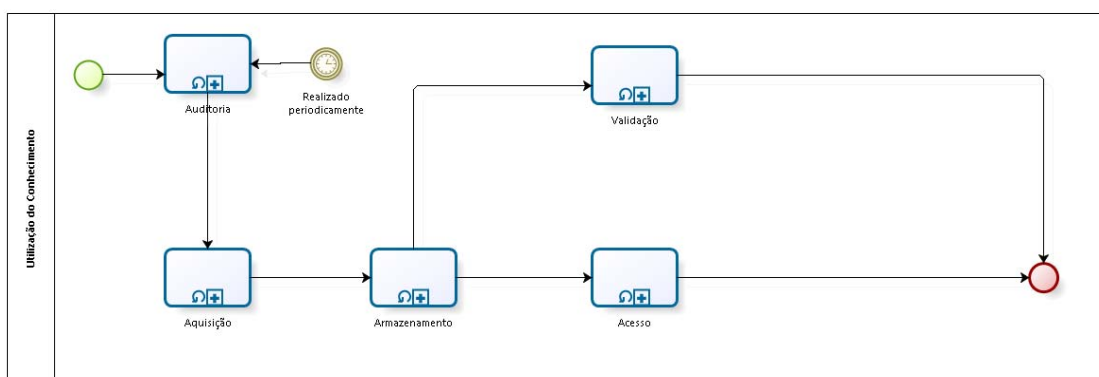 Utilização do Conhecimento
Auditoria
Realizado
periodicamente
Validação
Aquisição
Armazenamento
Acesso